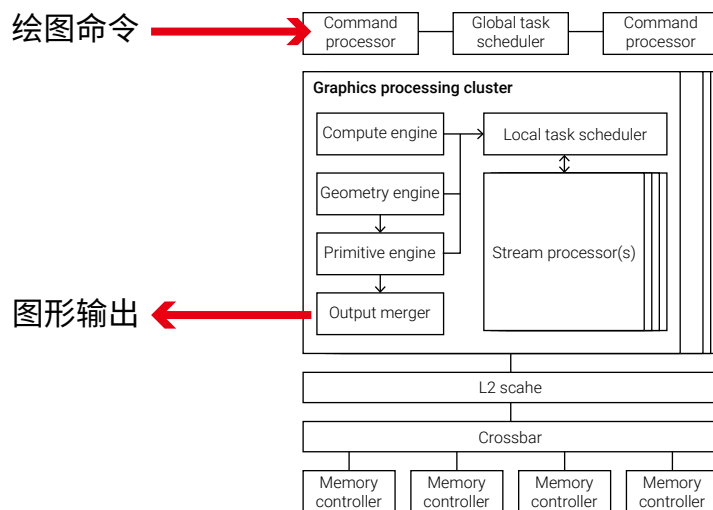 绘图命令
Command
processor
Global task
scheduler
Command
processor
Graphics processing cluster
Compute engine
Local task scheduler
Geometry engine
Primitive engine
Stream processor(s)
图形输出
Output merger
L2 scahe
Crossbar
Memory
controller
Memory
controller
Memory
controller
Memory
controller